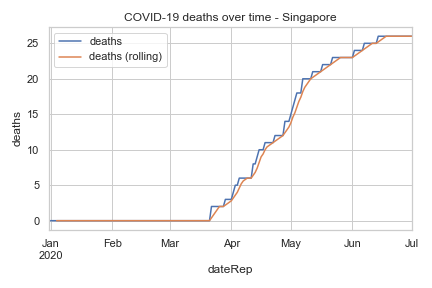 COVID-19 deaths over time - Singapore
deaths
deaths (rolling)
deaths
25
20
15
10
5
0
Jan Feb Mar Apr May Jun Jul
2020
dateRep